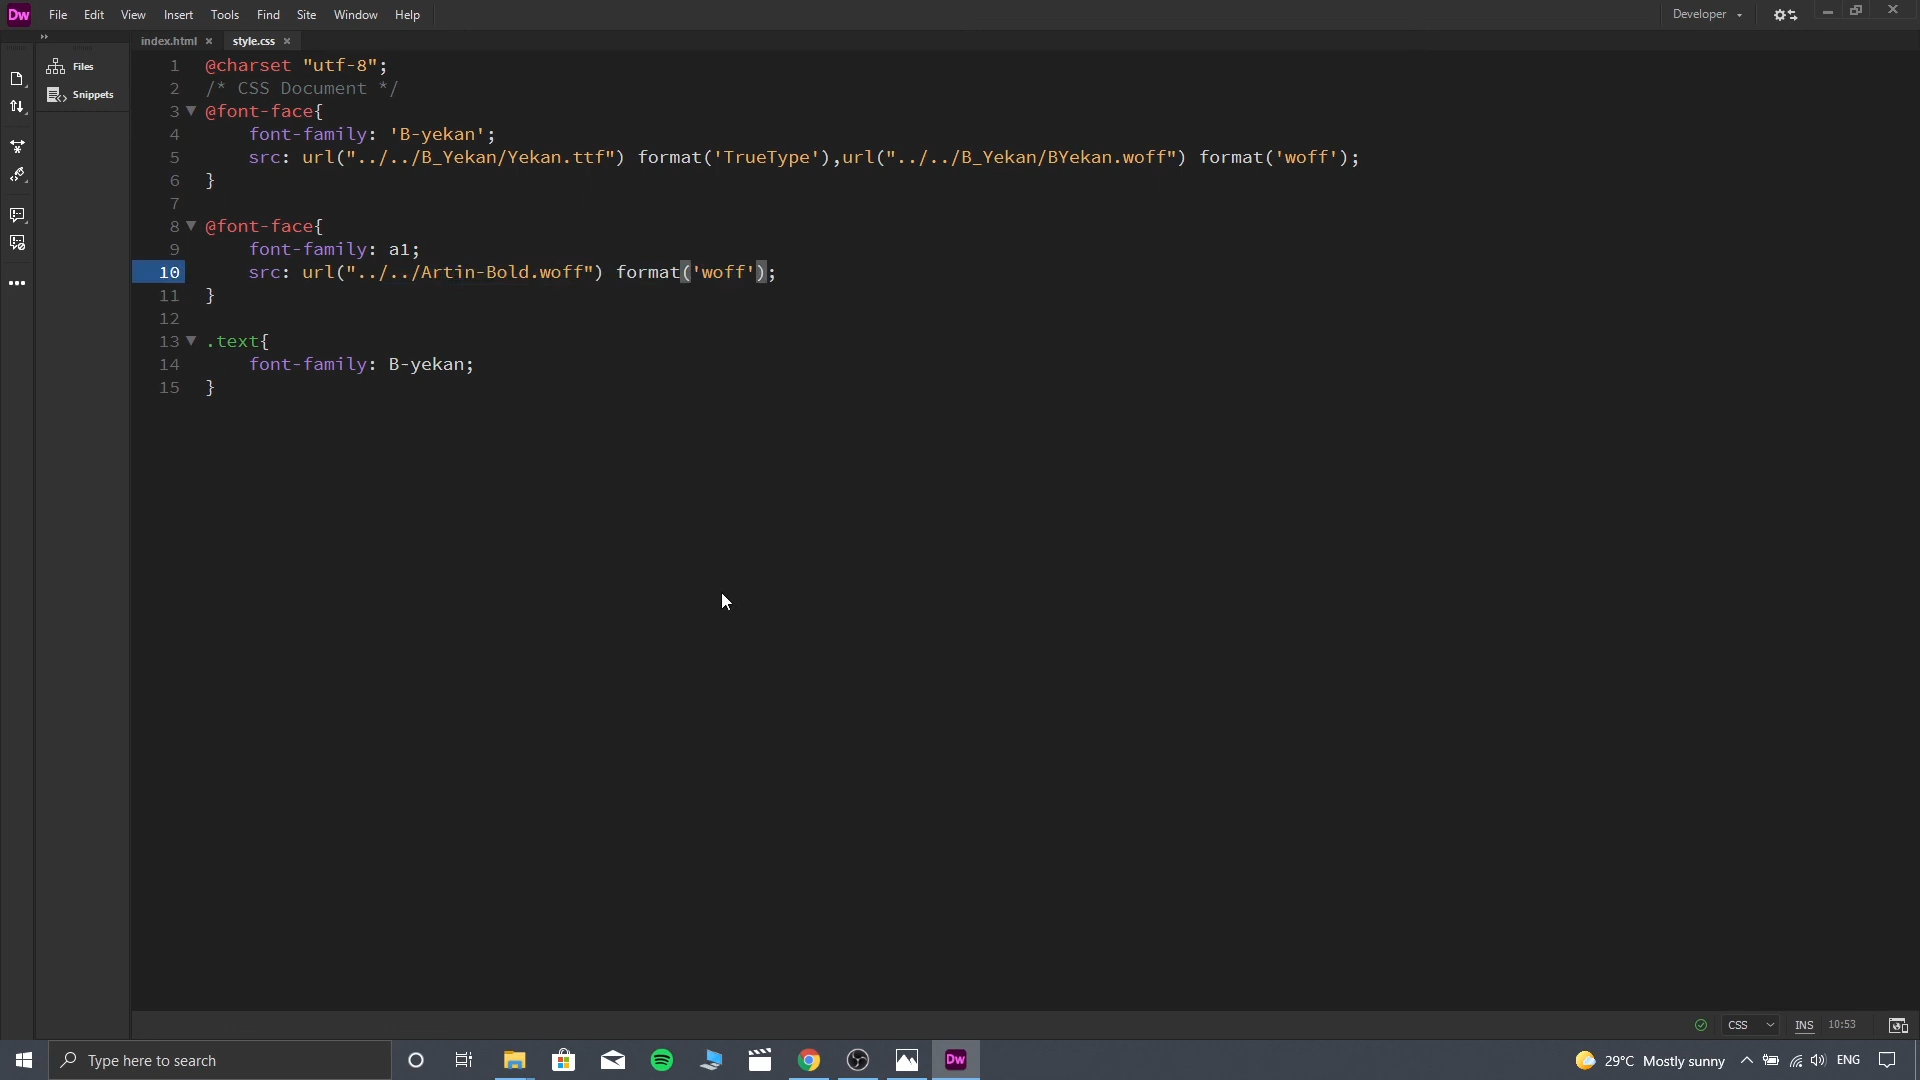 Dw File Edit View Insert Tools Find Site Window Help Developer
index.html × style.css ×
Files
Snippets
1 @charset "utf-8";
2 /* CSS Document */
3 @font-face{
4 font-family: 'B-yekan';
5 src: url("../../B_Yekan/Yekan.ttf") format('TrueType'),url("../../B_Yekan/BYekan.woff") format('woff');
6 }
7
8 @font-face{
9 font-family: a1;
10 src: url("../../Artin-Bold.woff") format('woff');
11 }
12
13 .text{
14 font-family: B-yekan;
15 }
CSS INS 10:53
Type here to search Dw 29°C Mostly sunny ENG